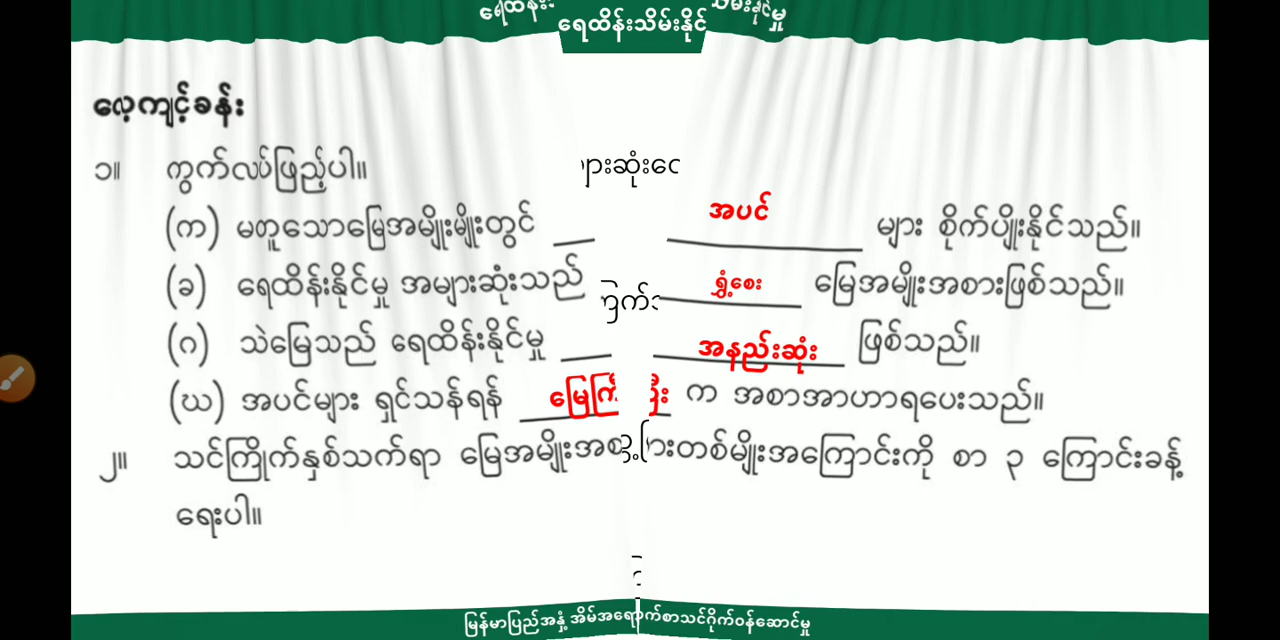 ရေထိန်းသိမ်းနိုင်
လေ့ကျင့်ခန်း
၁။ ကွက်လပ်ဖြည့်ပါ။
(က) မတူသောမြေအမျိုးမျိုးတွင် အပင် များ စိုက်ပျိုးနိုင်သည်။
(ခ) ရေထိန်းနိုင်မှု အများဆုံးသည် ရွှံ့စေး မြေအမျိုးအစားဖြစ်သည်။
(ဂ) သဲမြေသည် ရေထိန်းနိုင်မှု အနည်းဆုံး ဖြစ်သည်။
(ဃ) အပင်များ ရှင်သန်ရန် က အစာအာဟာရပေးသည်။
၂။ သင်ကြိုက်နှစ်သက်ရာ မြေအမျိုးအစားတစ်မျိုးအကြောင်းကို စာ ၃ ကြောင်းခန့်
ရေးပါ။
မြန်မာပြည်အနှံ့ အိမ်အရောက်စာသင်ဂိုက်ဝန်ဆောင်မှု